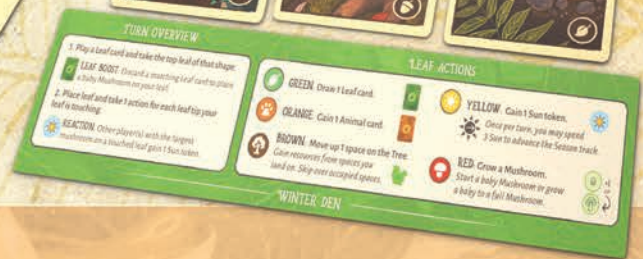 TURN OVERVIEW
1. Play a Leaf card and take the top leaf of that shape.
LEAF BOOST: Discard a matching Leaf card to place
a baby Mushroom on your leaf.
2. Place leaf and take 1 action for each leaf tip your
leaf is touching.
REACTION: Other player(s) with the largest
mushroom on a touched leaf gain 1 Sun token.
LEAF ACTIONS
GREEN: Draw 1 Leaf card.
ORANGE: Gain 1 Animal card.
BROWN: Move up 1 space on the Tree.
Gain resources from spaces you
land on. Skip over occupied spaces.
YELLOW: Gain 1 Sun token.
Once per turn, you may spend
3 Sun to advance the Season track.
RED: Grow a Mushroom.
Start a baby Mushroom or grow
a baby to a full Mushroom.
WINTER DEN